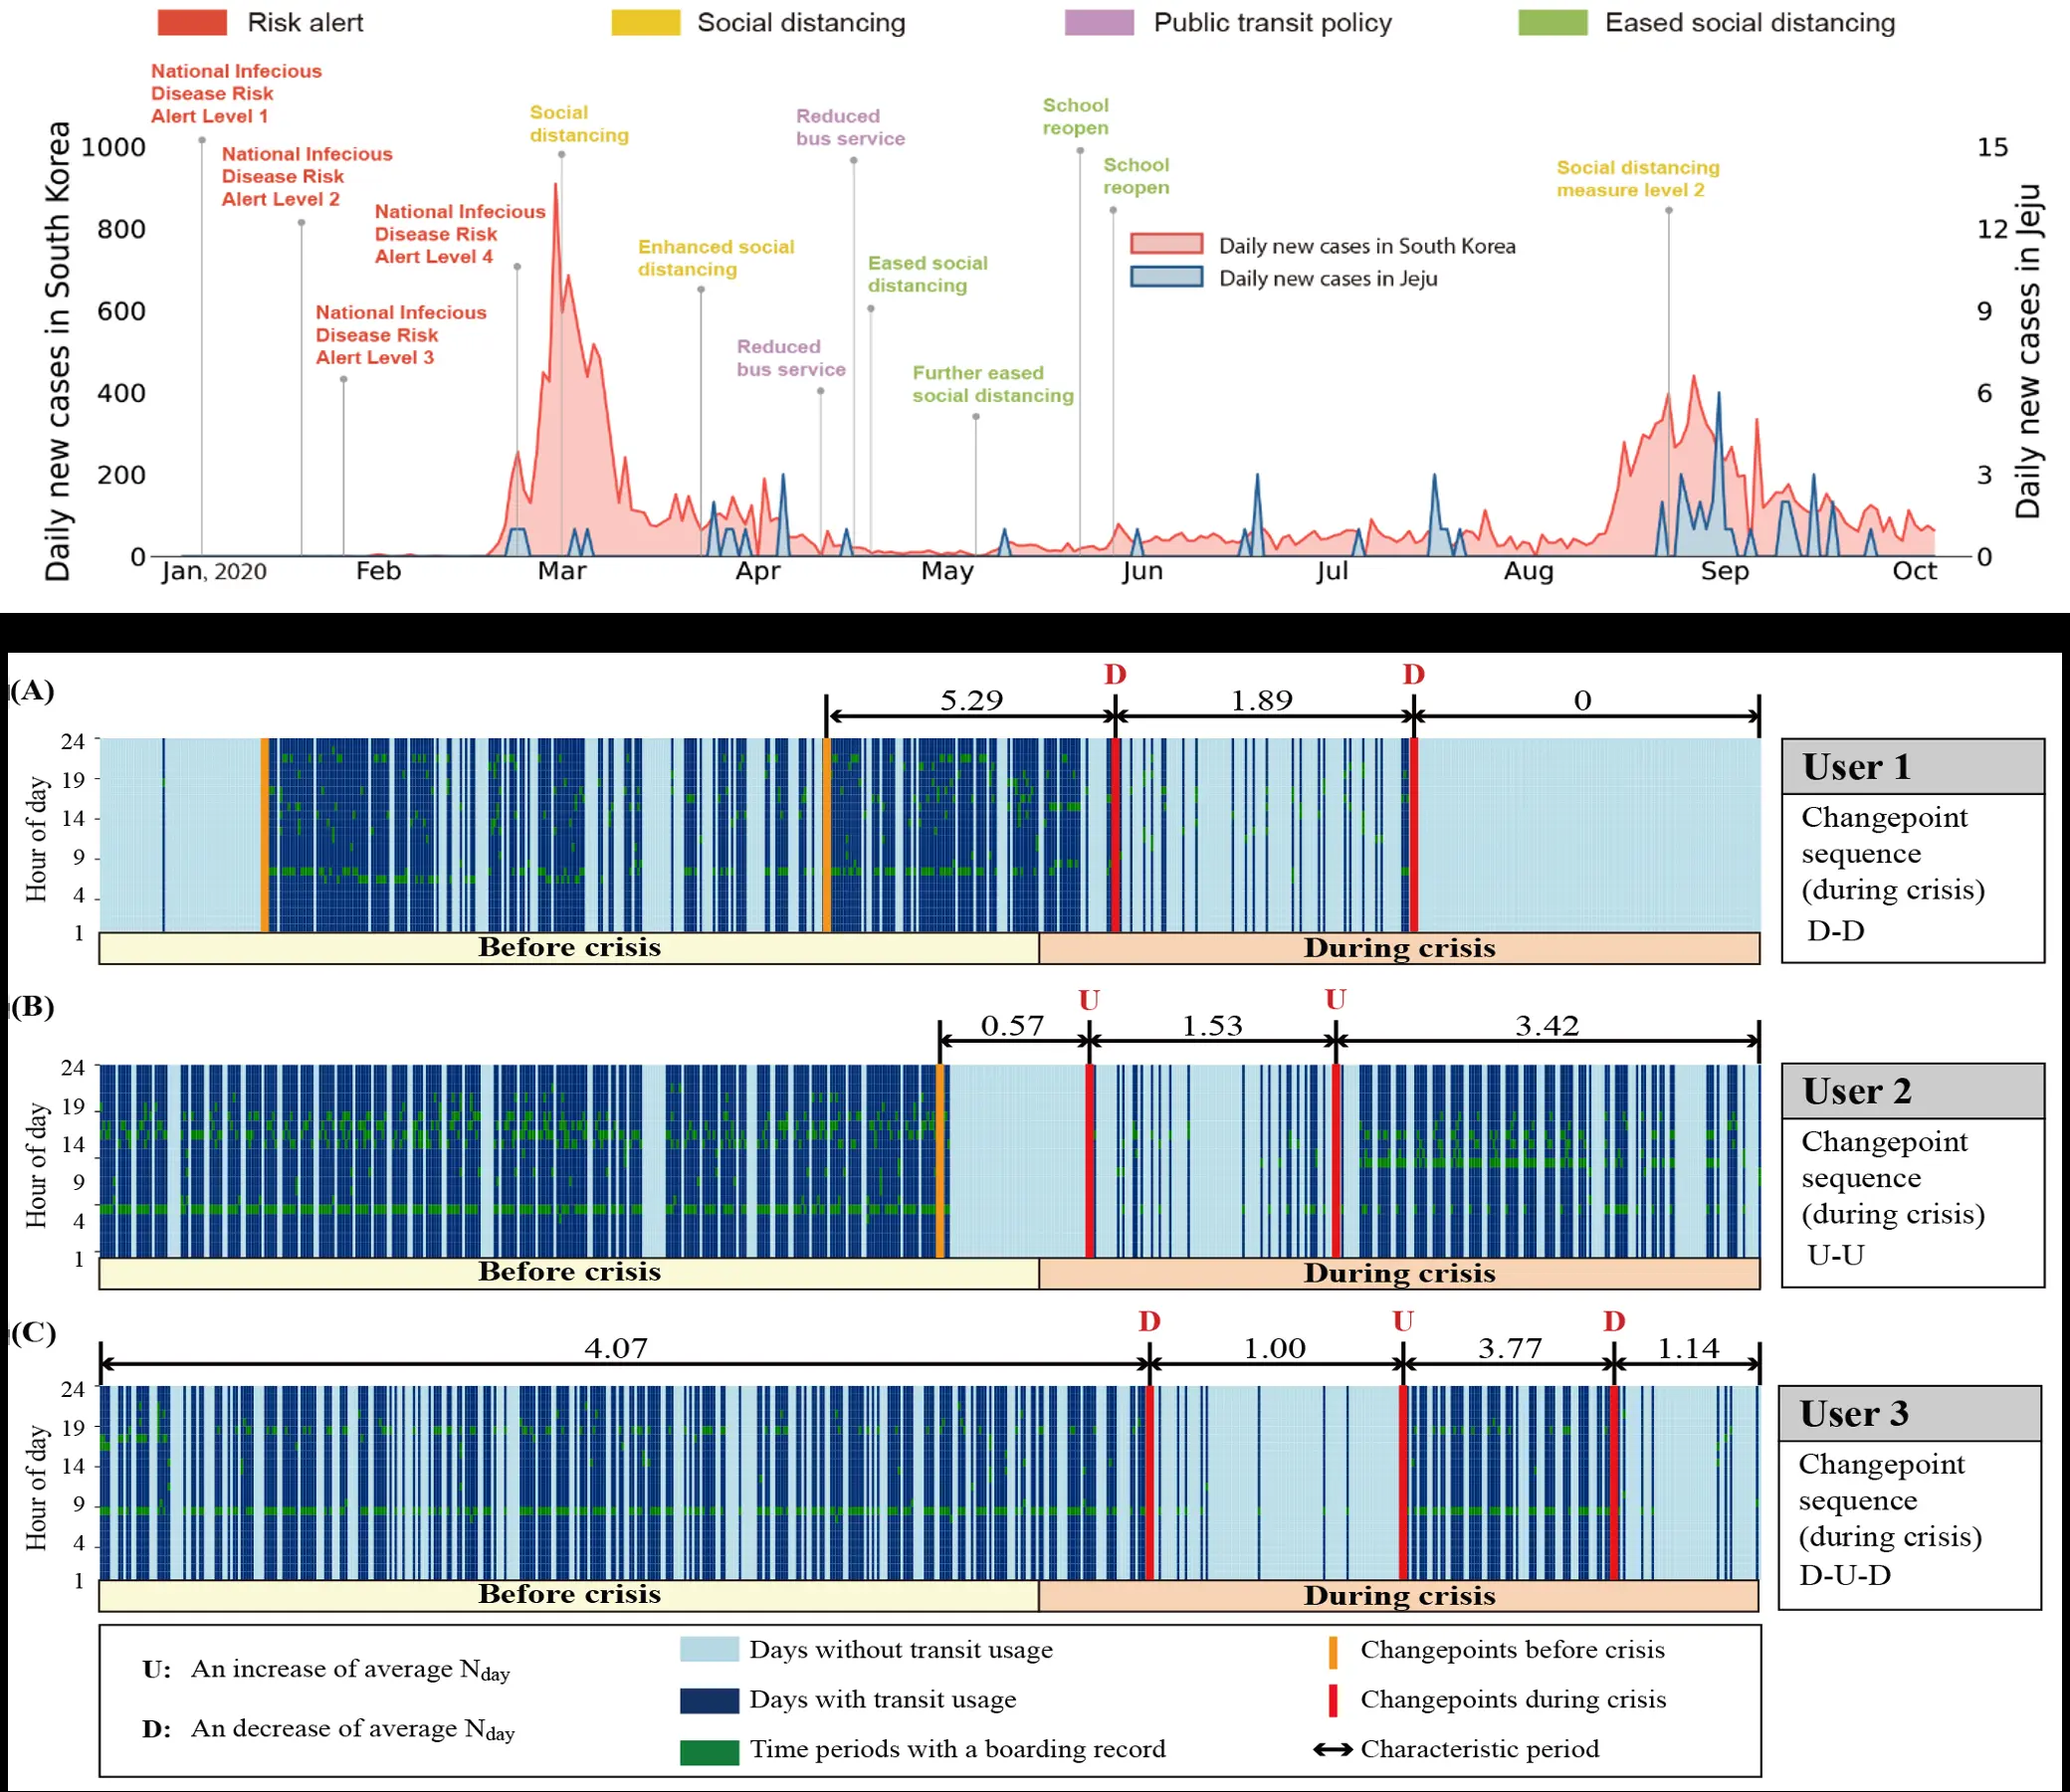 Risk alert
Social distancing
Public transit policy
Eased social distancing
National Infecious
Disease Risk
Alert Level 1
National Infecious
Disease Risk
Alert Level 2
National Infecious
Disease Risk
Alert Level 4
National Infecious
Disease Risk
Alert Level 3
Social
distancing
Enhanced social
distancing
Reduced
bus service
Reduced
bus service
Eased social
distancing
Further eased
social distancing
School
reopen
School
reopen
Social distancing
measure level 2
Daily new cases in South Korea
Daily new cases in Jeju
Daily new cases in South Korea
1000
800
600
400
200
0
Daily new cases in Jeju
15
12
9
6
3
0
Jan, 2020
Feb
Mar
Apr
May
Jun
Jul
Aug
Sep
Oct
(A)
D
D
5.29
1.89
0
Hour of day
24
19
14
9
4
1
Before crisis
During crisis
User 1
Changepoint
sequence
(during crisis)
D-D
(B)
U
U
0.57
1.53
3.42
Hour of day
24
19
14
9
4
1
Before crisis
During crisis
User 2
Changepoint
sequence
(during crisis)
U-U
(C)
D
U
D
4.07
1.00
3.77
1.14
Hour of day
24
19
14
9
4
1
Before crisis
During crisis
User 3
Changepoint
sequence
(during crisis)
D-U-D
U: An increase of average Nday
D: An decrease of average Nday
Days without transit usage
Days with transit usage
Time periods with a boarding record
Changepoints before crisis
Changepoints during crisis
Characteristic period